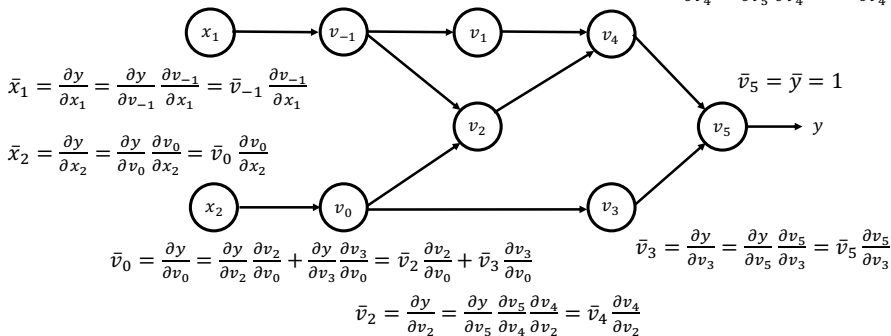 x₁ v₋₁ v₁ v₄
x̄₁ = ∂y/∂x₁ = ∂y/∂v₋₁ ∂v₋₁/∂x₁ = v̄₋₁ ∂v₋₁/∂x₁
v̄₅ = ȳ = 1
v₂ v₅ y
x̄₂ = ∂y/∂x₂ = ∂y/∂v₀ ∂v₀/∂x₂ = v̄₀ ∂v₀/∂x₂
x₂ v₀ v₃
v̄₀ = ∂y/∂v₀ = ∂y/∂v₂ ∂v₂/∂v₀ + ∂y/∂v₃ ∂v₃/∂v₀ = v̄₂ ∂v₂/∂v₀ + v̄₃ ∂v₃/∂v₀
v̄₃ = ∂y/∂v₃ = ∂y/∂v₅ ∂v₅/∂v₃ = v̄₅ ∂v₅/∂v₃
v̄₂ = ∂y/∂v₂ = ∂y/∂v₅ ∂v₅/∂v₄ ∂v₄/∂v₂ = v̄₄ ∂v₄/∂v₂